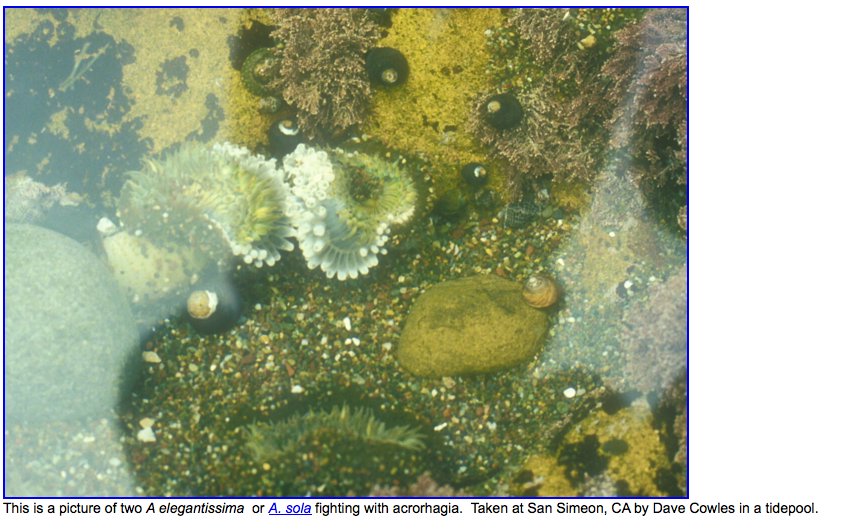 This is a picture of two A elegantissima or A. sola fighting with acrorhagia. Taken at San Simeon, CA by Dave Cowles in a tidepool.